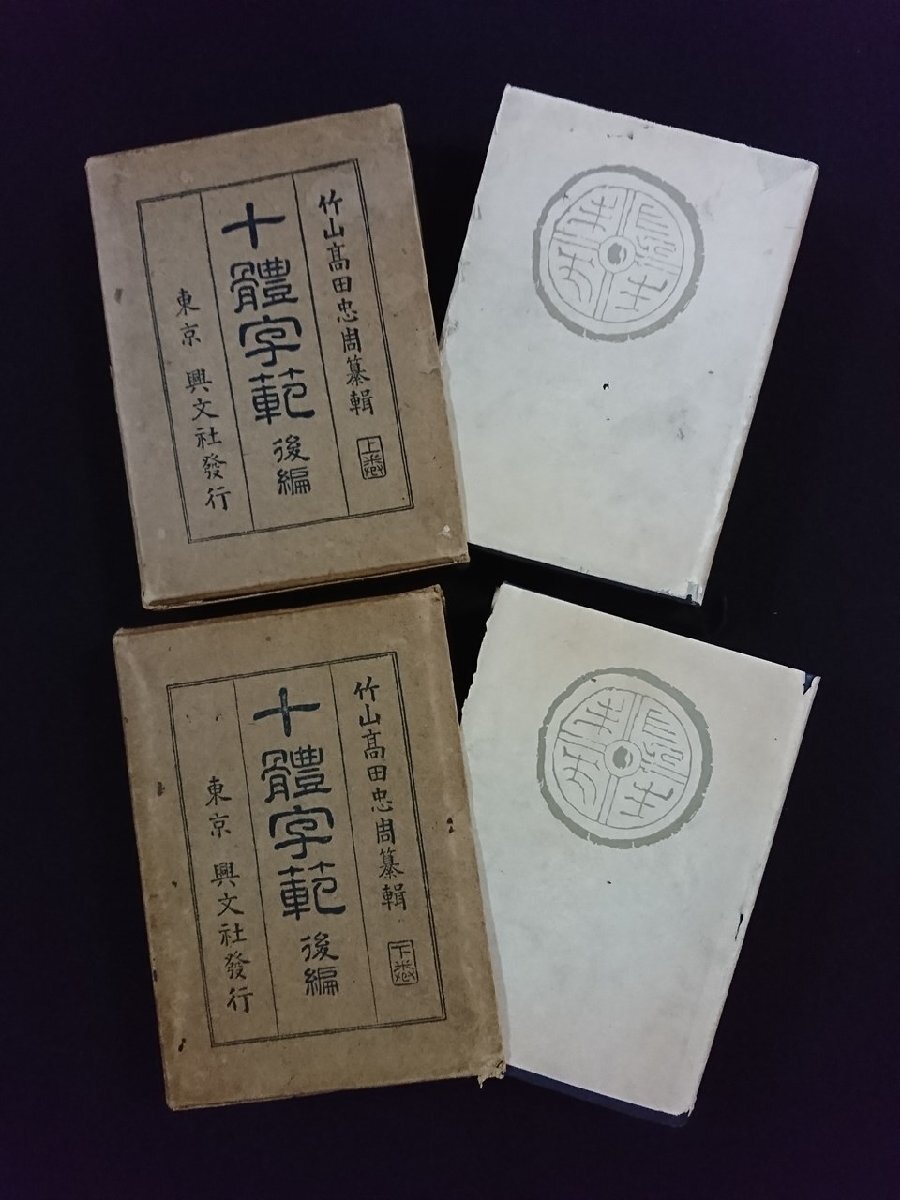 竹山高田忠周纂輯
上卷
十體字範 後編
東京 興文社發行
竹山高田忠周纂輯
下卷
十體字範 後編
東京 興文社發行